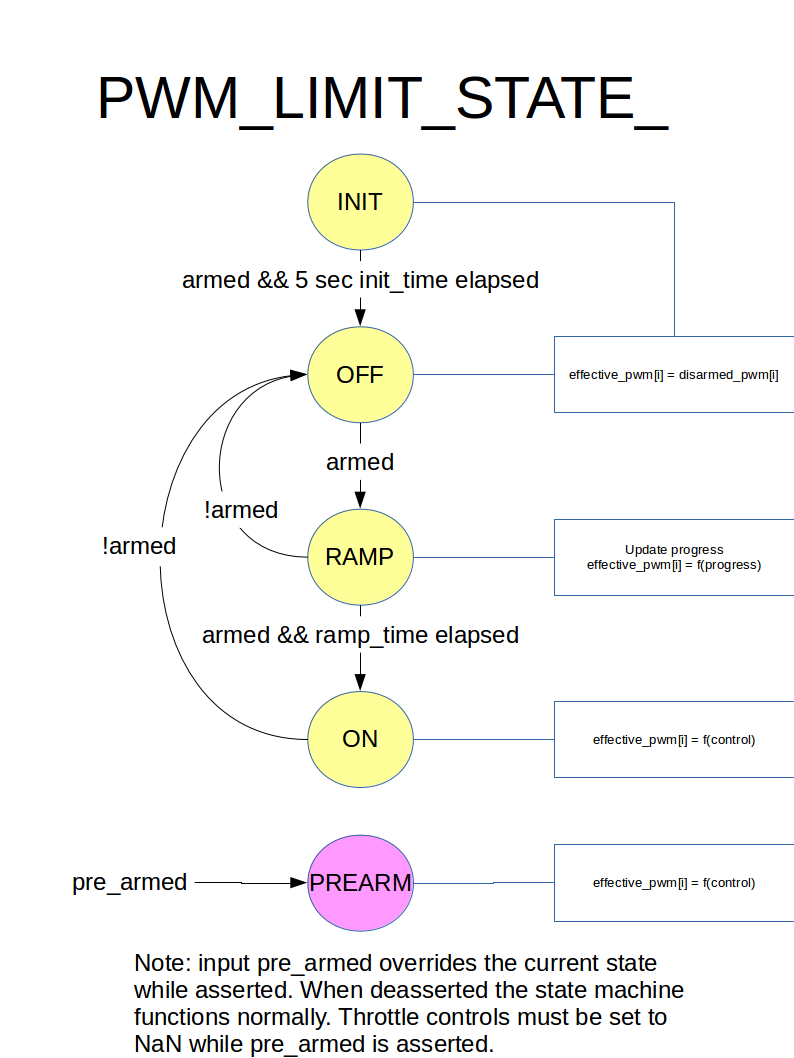 PWM_LIMIT_STATE_
INIT
armed && 5 sec init_time elapsed
OFF
effective_pwm[i] = disarmed_pwm[i]
armed
!armed
!armed
RAMP
Update progress
effective_pwm[i] = f(progress)
armed && ramp_time elapsed
ON
effective_pwm[i] = f(control)
pre_armed
PREARM
effective_pwm[i] = f(control)
Note: input pre_armed overrides the current state
while asserted. When deasserted the state machine
functions normally. Throttle controls must be set to
NaN while pre_armed is asserted.